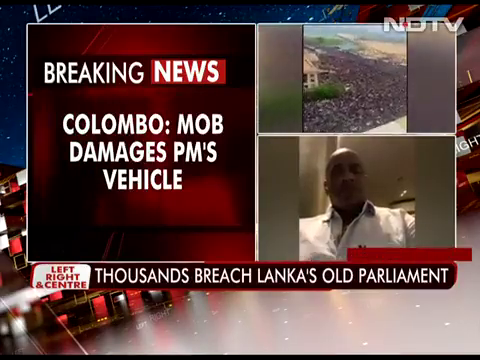 NDTV
BREAKING NEWS
COLOMBO: MOB
DAMAGES PM'S
VEHICLE
LEFT
RIGHT
& CENTRE
THOUSANDS BREACH LANKA'S OLD PARLIAMENT